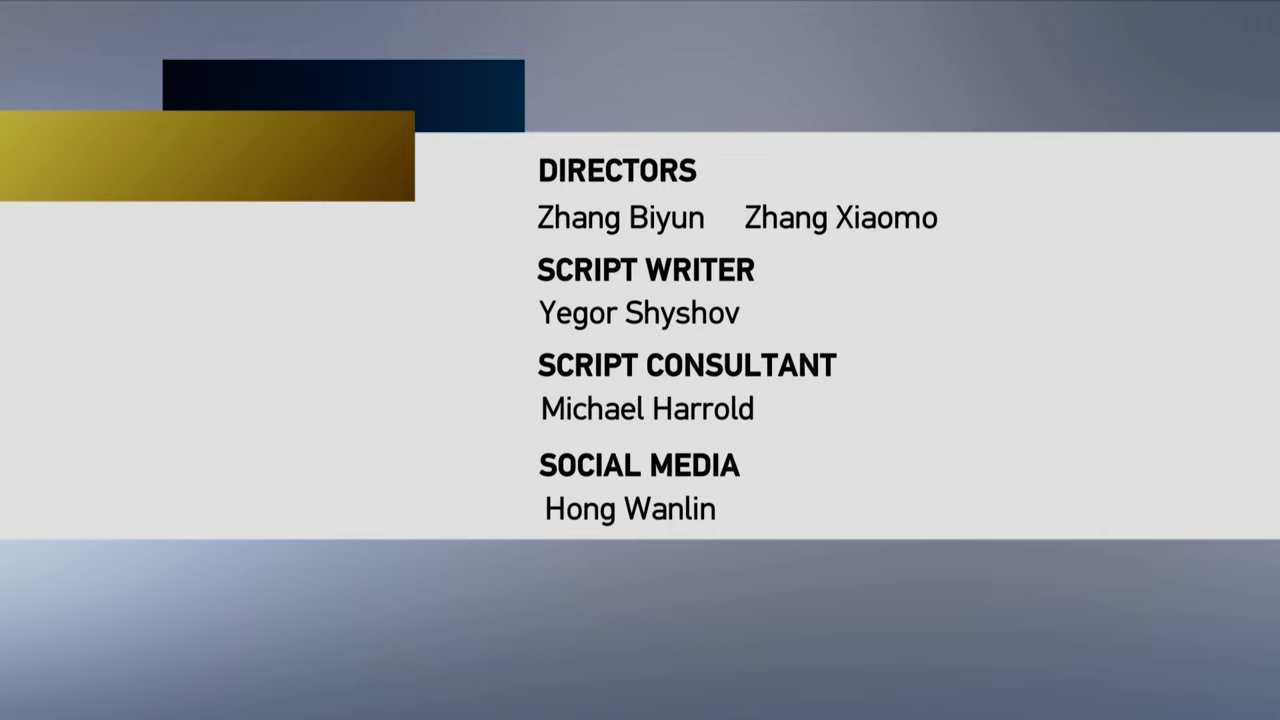 DIRECTORS
Zhang Biyun Zhang Xiaomo
SCRIPT WRITER
Yegor Shyshov
SCRIPT CONSULTANT
Michael Harrold
SOCIAL MEDIA
Hong Wanlin